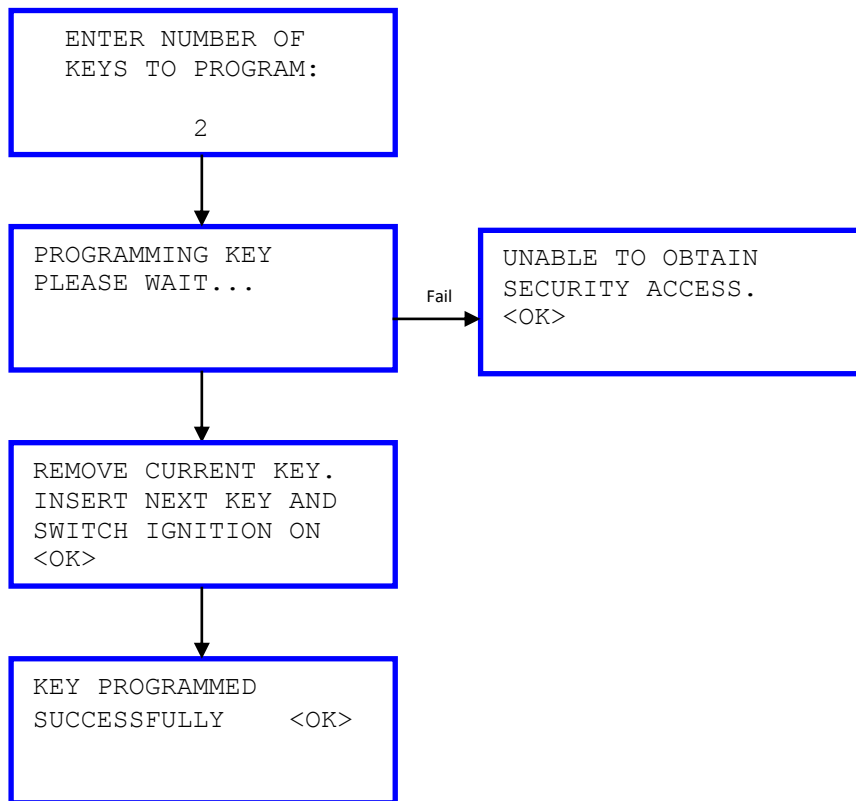 ENTER NUMBER OF
KEYS TO PROGRAM:
2
PROGRAMMING KEY
PLEASE WAIT...
Fail
UNABLE TO OBTAIN
SECURITY ACCESS.
<OK>
REMOVE CURRENT KEY.
INSERT NEXT KEY AND
SWITCH IGNITION ON
<OK>
KEY PROGRAMMED
SUCCESSFULLY <OK>